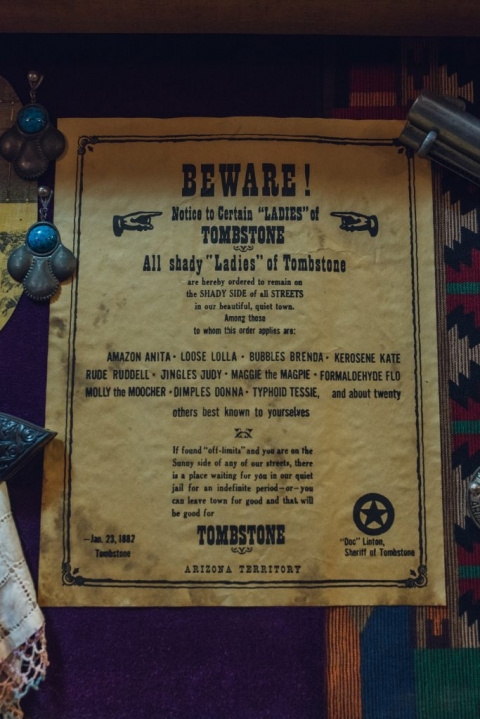 BEWARE!
Notice to Certain "LADIES" of
TOMBSTONE
All shady "Ladies" of Tombstone
are hereby ordered to remain on
the SHADY SIDE of all STREETS
in our beautiful, quiet town.
Among those
to whom this order applies are:
AMAZON ANITA • LOOSE LOLLA • BUBBLES BRENDA • KEROSENE KATE
RUDE RUDDELL • JINGLES JUDY • MAGGIE the MAGPIE • FORMALDEHYDE FLO
MOLLY the MOOCHER • DIMPLES DONNA • TYPHOID TESSIE, and about twenty
others best known to yourselves
If found "off-limits" and you are on the
Sunny side of any of our streets, there
is a place waiting for you in our quiet
jail for an indefinite period—or—you
can leave town for good and that will
be good for
TOMBSTONE
—Jan. 23, 1882
Tombstone
"Doc" Linton,
Sheriff of Tombstone
ARIZONA TERRITORY